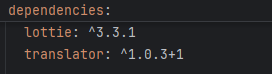 dependencies:
  lottie: ^3.3.1
  translator: ^1.0.3+1